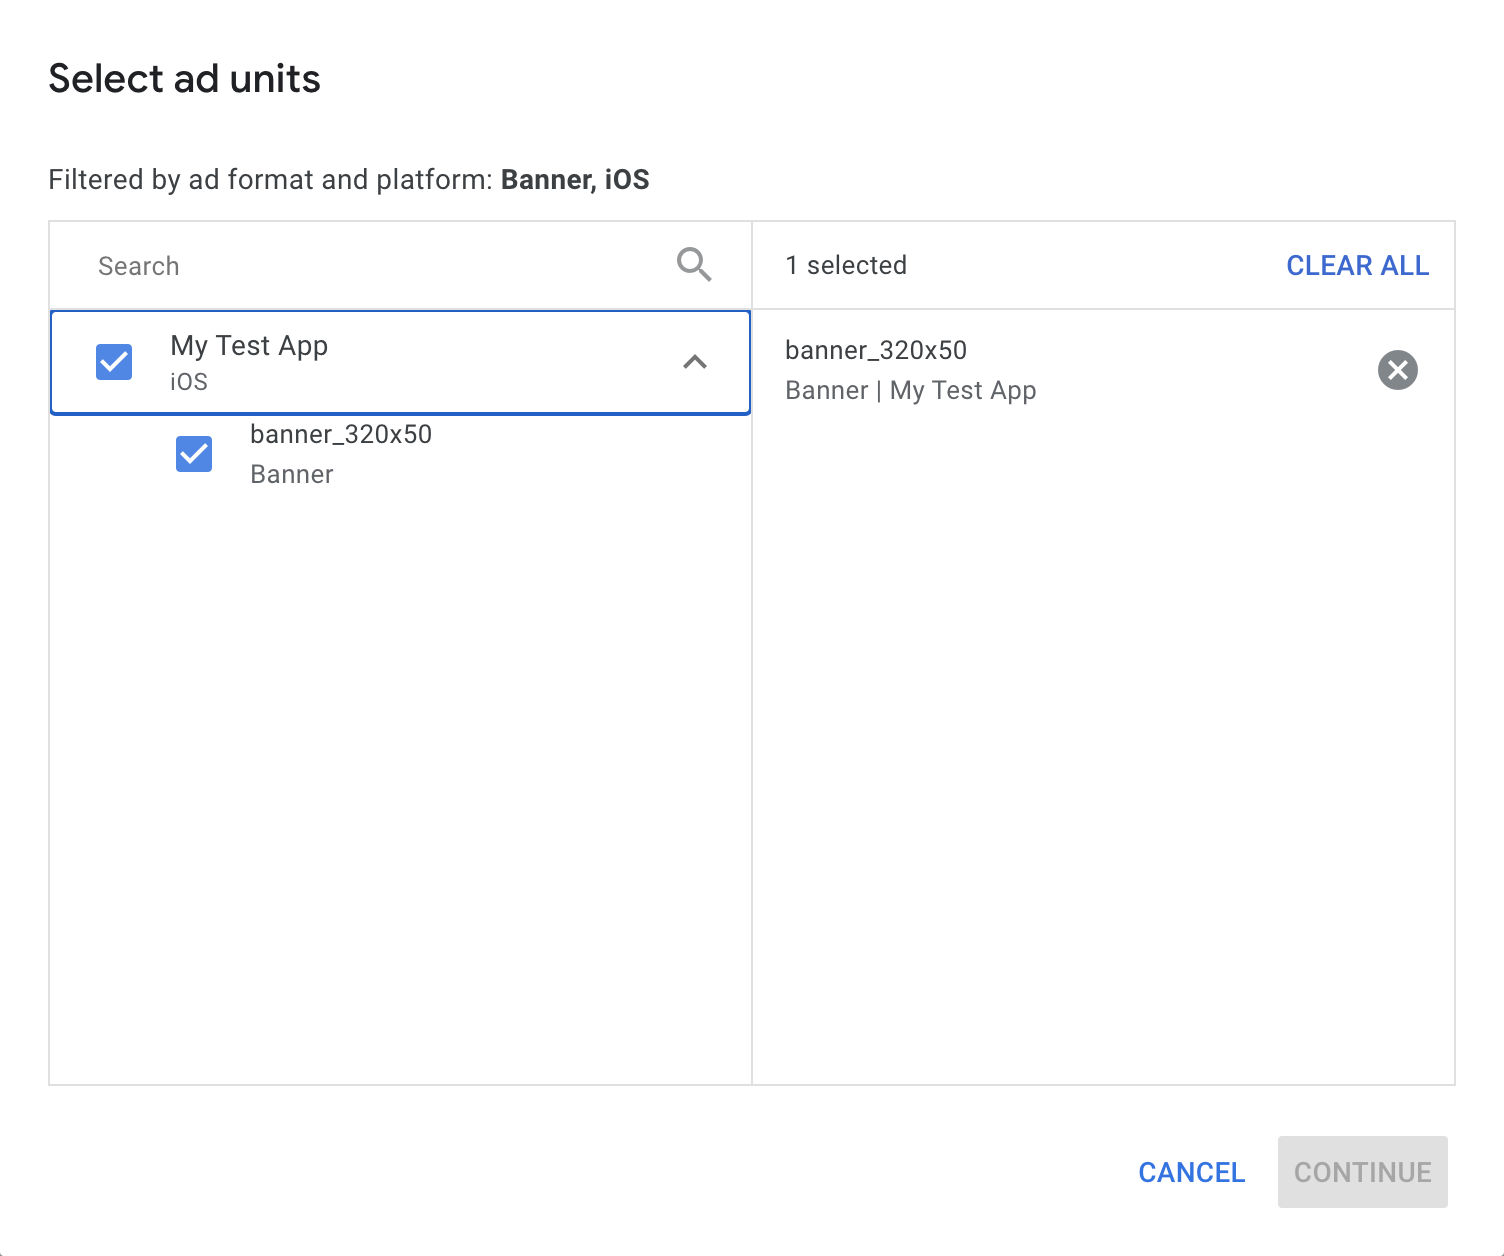 Select ad units
Filtered by ad format and platform: Banner, iOS
Search
My Test App
iOS
banner_320x50
Banner
1 selected
CLEAR ALL
banner_320x50
Banner | My Test App
CANCEL
CONTINUE